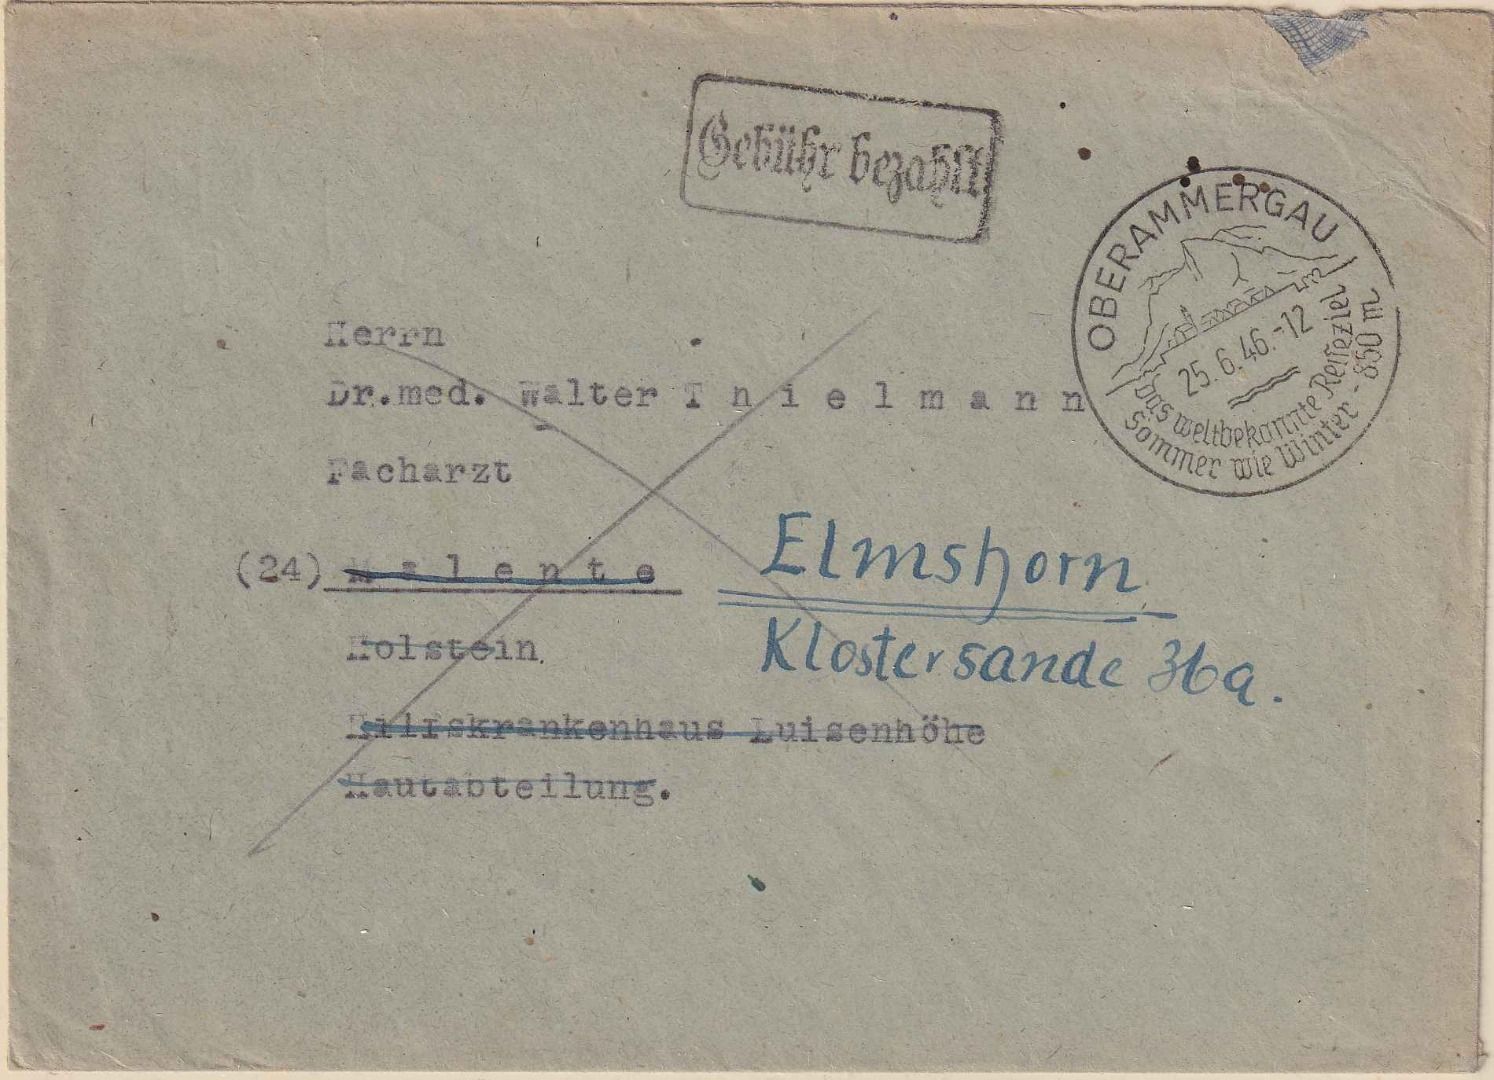 Gebühr bezahlt
OBERAMMERGAU
25.6.46.-12
Das weltbekannte Reiseziel
Sommer wie Winter - 850 m
Herrn
Dr.med. Walter Thielmann
Facharzt
(24) Malente
Elmshorn
Holstein
Klostersande 36a.
Hilfskrankenhaus Luisenhöhe
Hautabteilung.